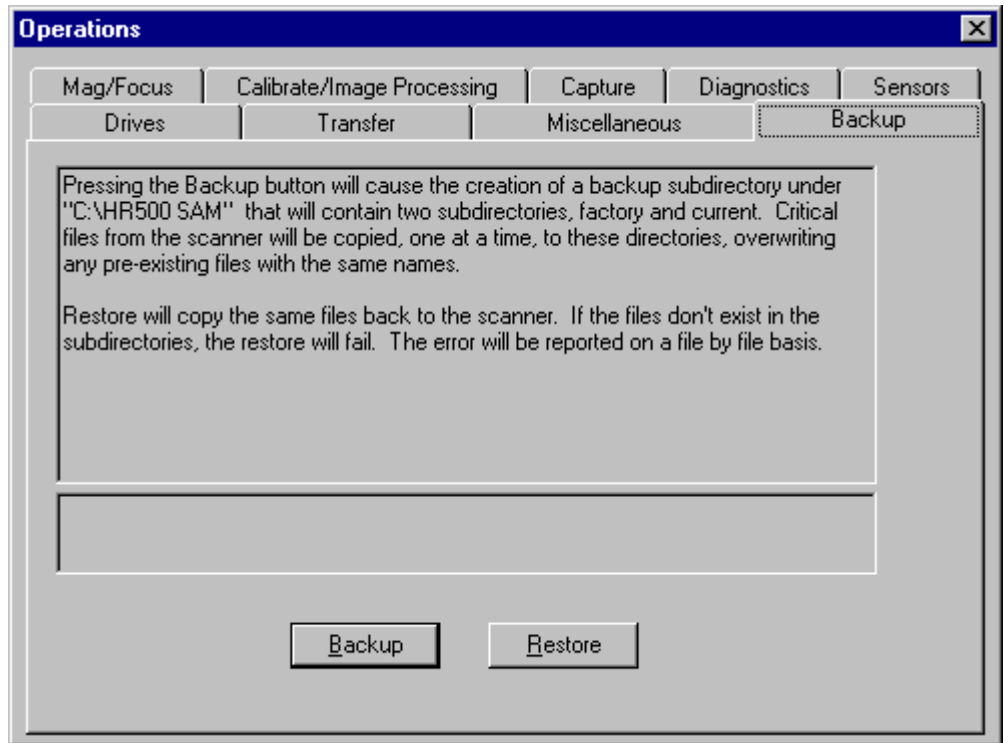 Operations
Mag/Focus Calibrate/Image Processing Capture Diagnostics Sensors
Drives Transfer Miscellaneous Backup
Pressing the Backup button will cause the creation of a backup subdirectory under
"C:\HR500 SAM"  that will contain two subdirectories, factory and current.  Critical
files from the scanner will be copied, one at a time, to these directories, overwriting
any pre-existing files with the same names.
Restore will copy the same files back to the scanner.  If the files don't exist in the
subdirectories, the restore will fail.  The error will be reported on a file by file basis.
Backup Restore